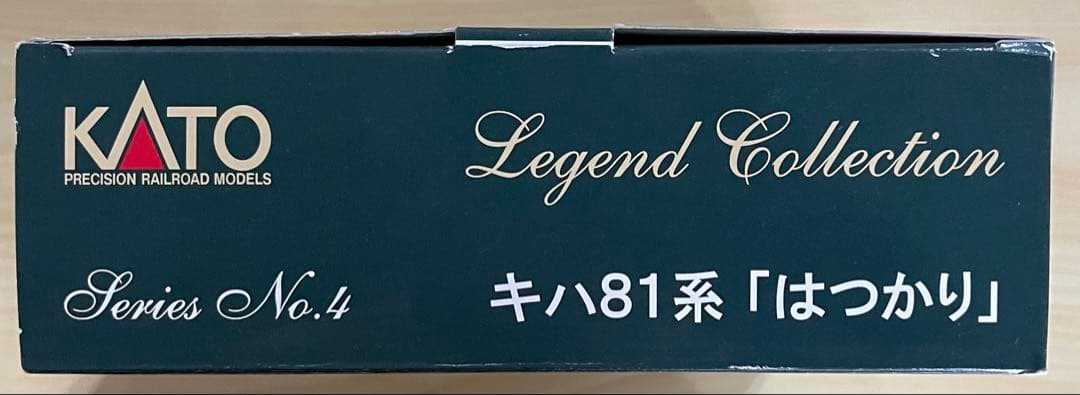 KATO
PRECISION RAILROAD MODELS
Legend Collection
Series No.4
キハ81系「はつかり」